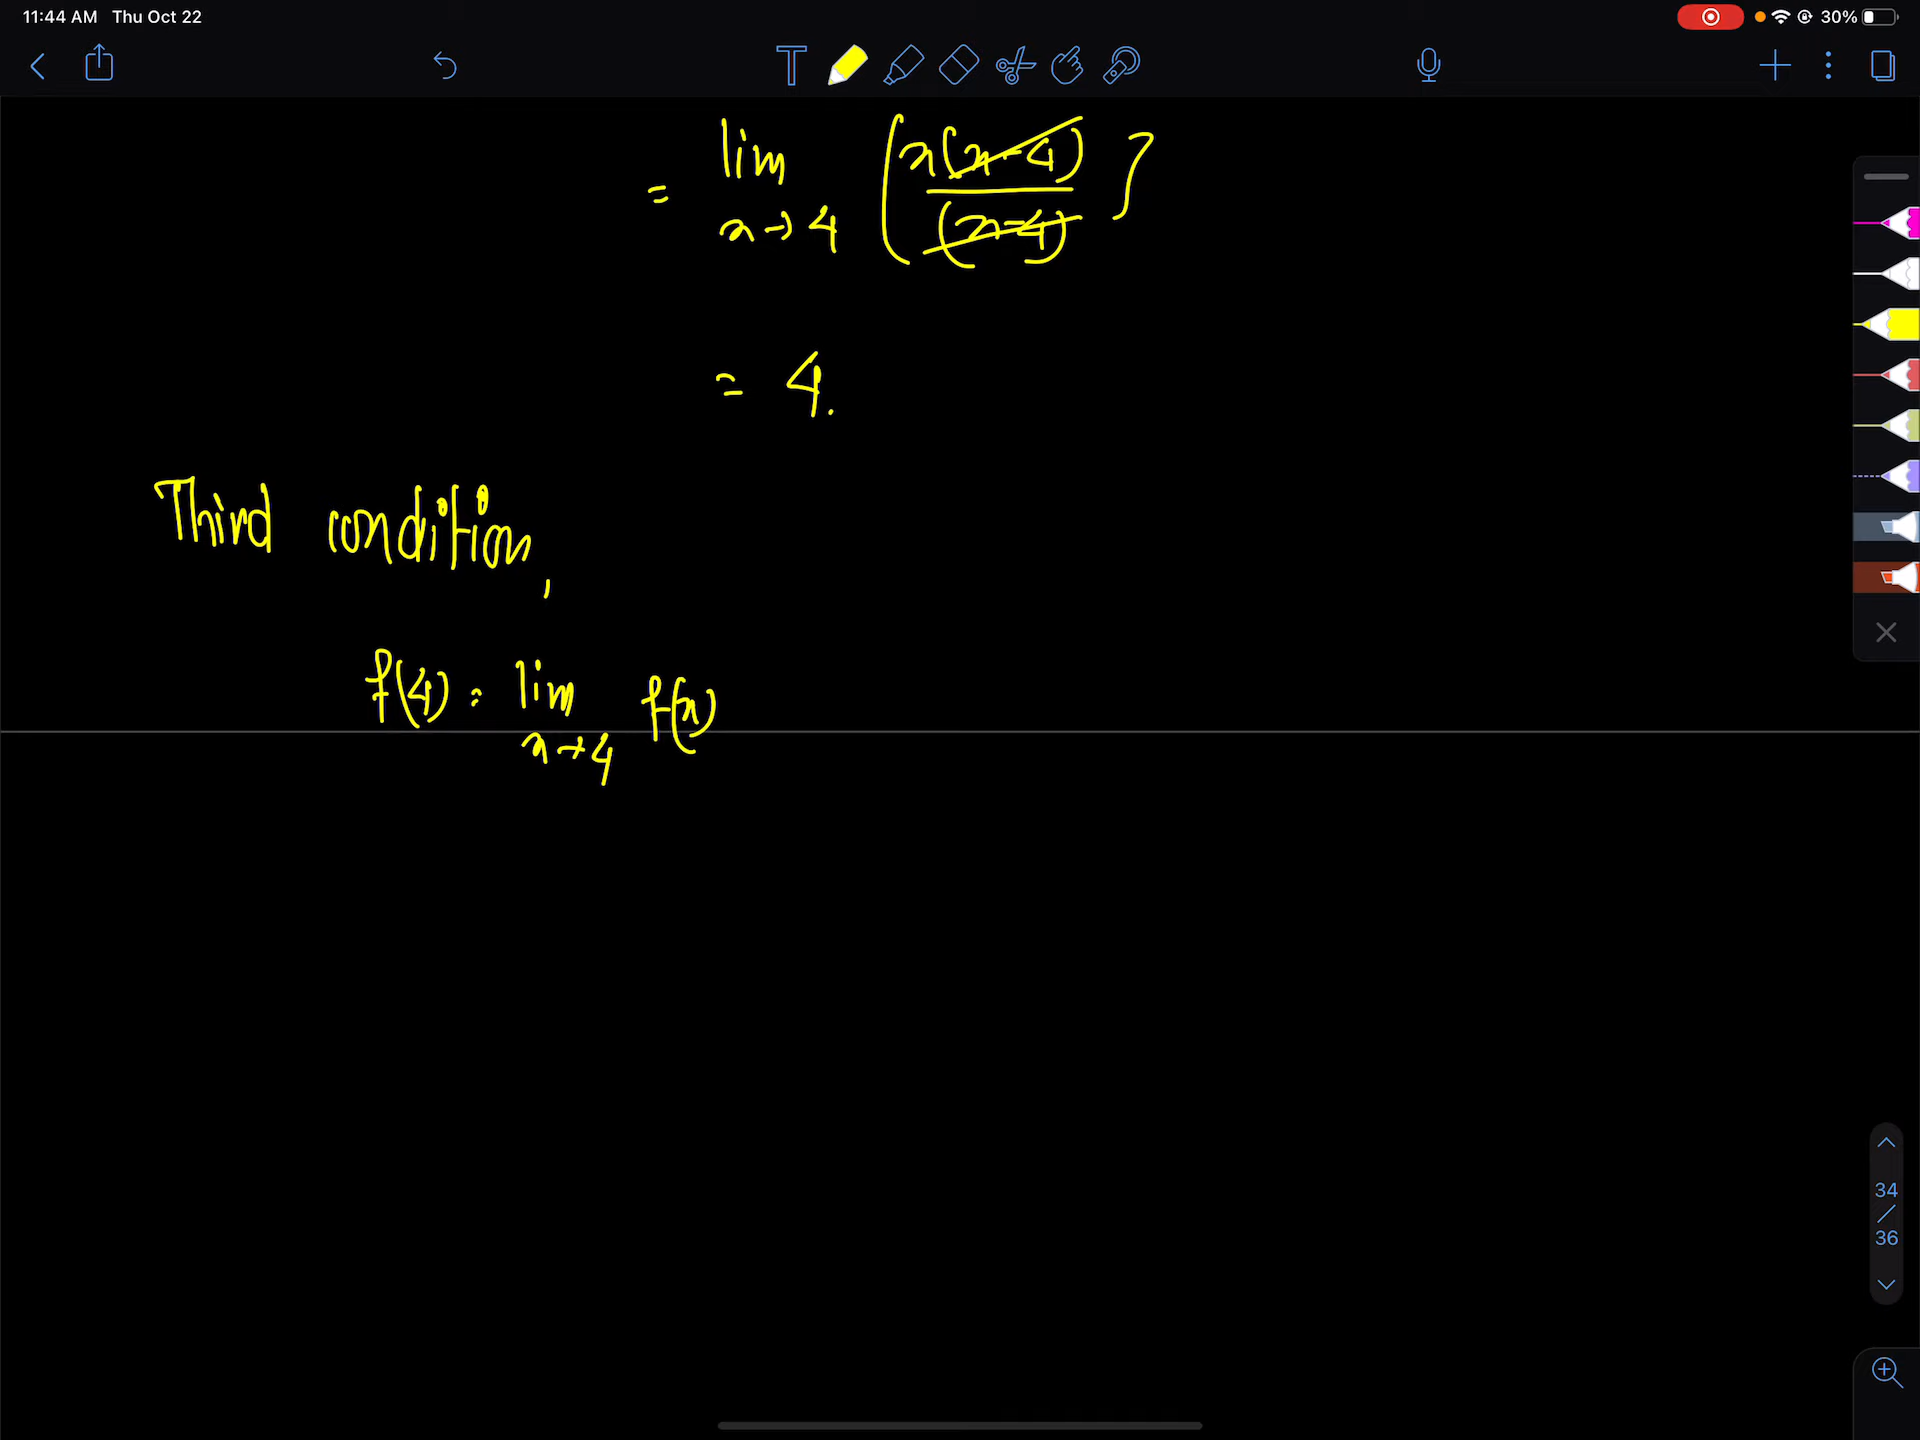 11:44 AM Thu Oct 22
30%
= lim x→4 (x(x-4)/(x-4)}
= 4.
Third condition,
f(4) = lim x→4 f(x)
34
/
36